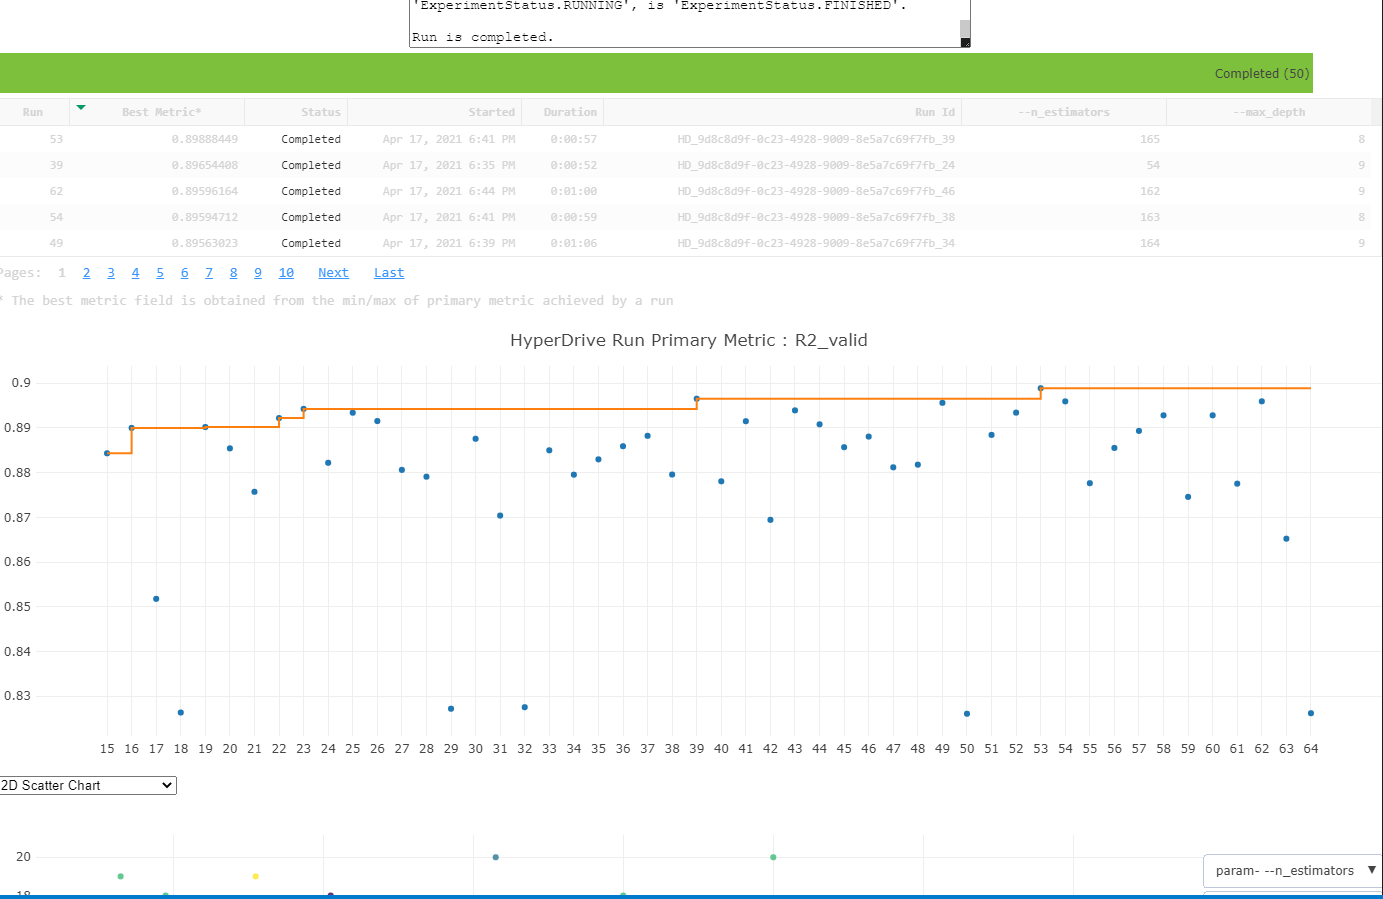 'ExperimentStatus.RUNNING', is 'ExperimentStatus.FINISHED'.
Run is completed.
Completed (50)
Run Best Metric* Status Started Duration Run Id --n_estimators --max_depth
53 0.89888449 Completed Apr 17, 2021 6:41 PM 0:00:57 HD_9d8c8d9f-0c23-4928-9009-8e5a7c69f7fb_39 165 8
39 0.89654408 Completed Apr 17, 2021 6:35 PM 0:00:52 HD_9d8c8d9f-0c23-4928-9009-8e5a7c69f7fb_24 54 9
62 0.89596164 Completed Apr 17, 2021 6:44 PM 0:01:00 HD_9d8c8d9f-0c23-4928-9009-8e5a7c69f7fb_46 162 9
54 0.89594712 Completed Apr 17, 2021 6:41 PM 0:00:59 HD_9d8c8d9f-0c23-4928-9009-8e5a7c69f7fb_38 163 8
49 0.89563023 Completed Apr 17, 2021 6:39 PM 0:01:06 HD_9d8c8d9f-0c23-4928-9009-8e5a7c69f7fb_34 164 9
Pages: 1 2 3 4 5 6 7 8 9 10 Next Last
* The best metric field is obtained from the min/max of primary metric achieved by a run
HyperDrive Run Primary Metric : R2_valid
0.9
0.89
0.88
0.87
0.86
0.85
0.84
0.83
15 16 17 18 19 20 21 22 23 24 25 26 27 28 29 30 31 32 33 34 35 36 37 38 39 40 41 42 43 44 45 46 47 48 49 50 51 52 53 54 55 56 57 58 59 60 61 62 63 64
2D Scatter Chart
20
param- --n_estimators
18